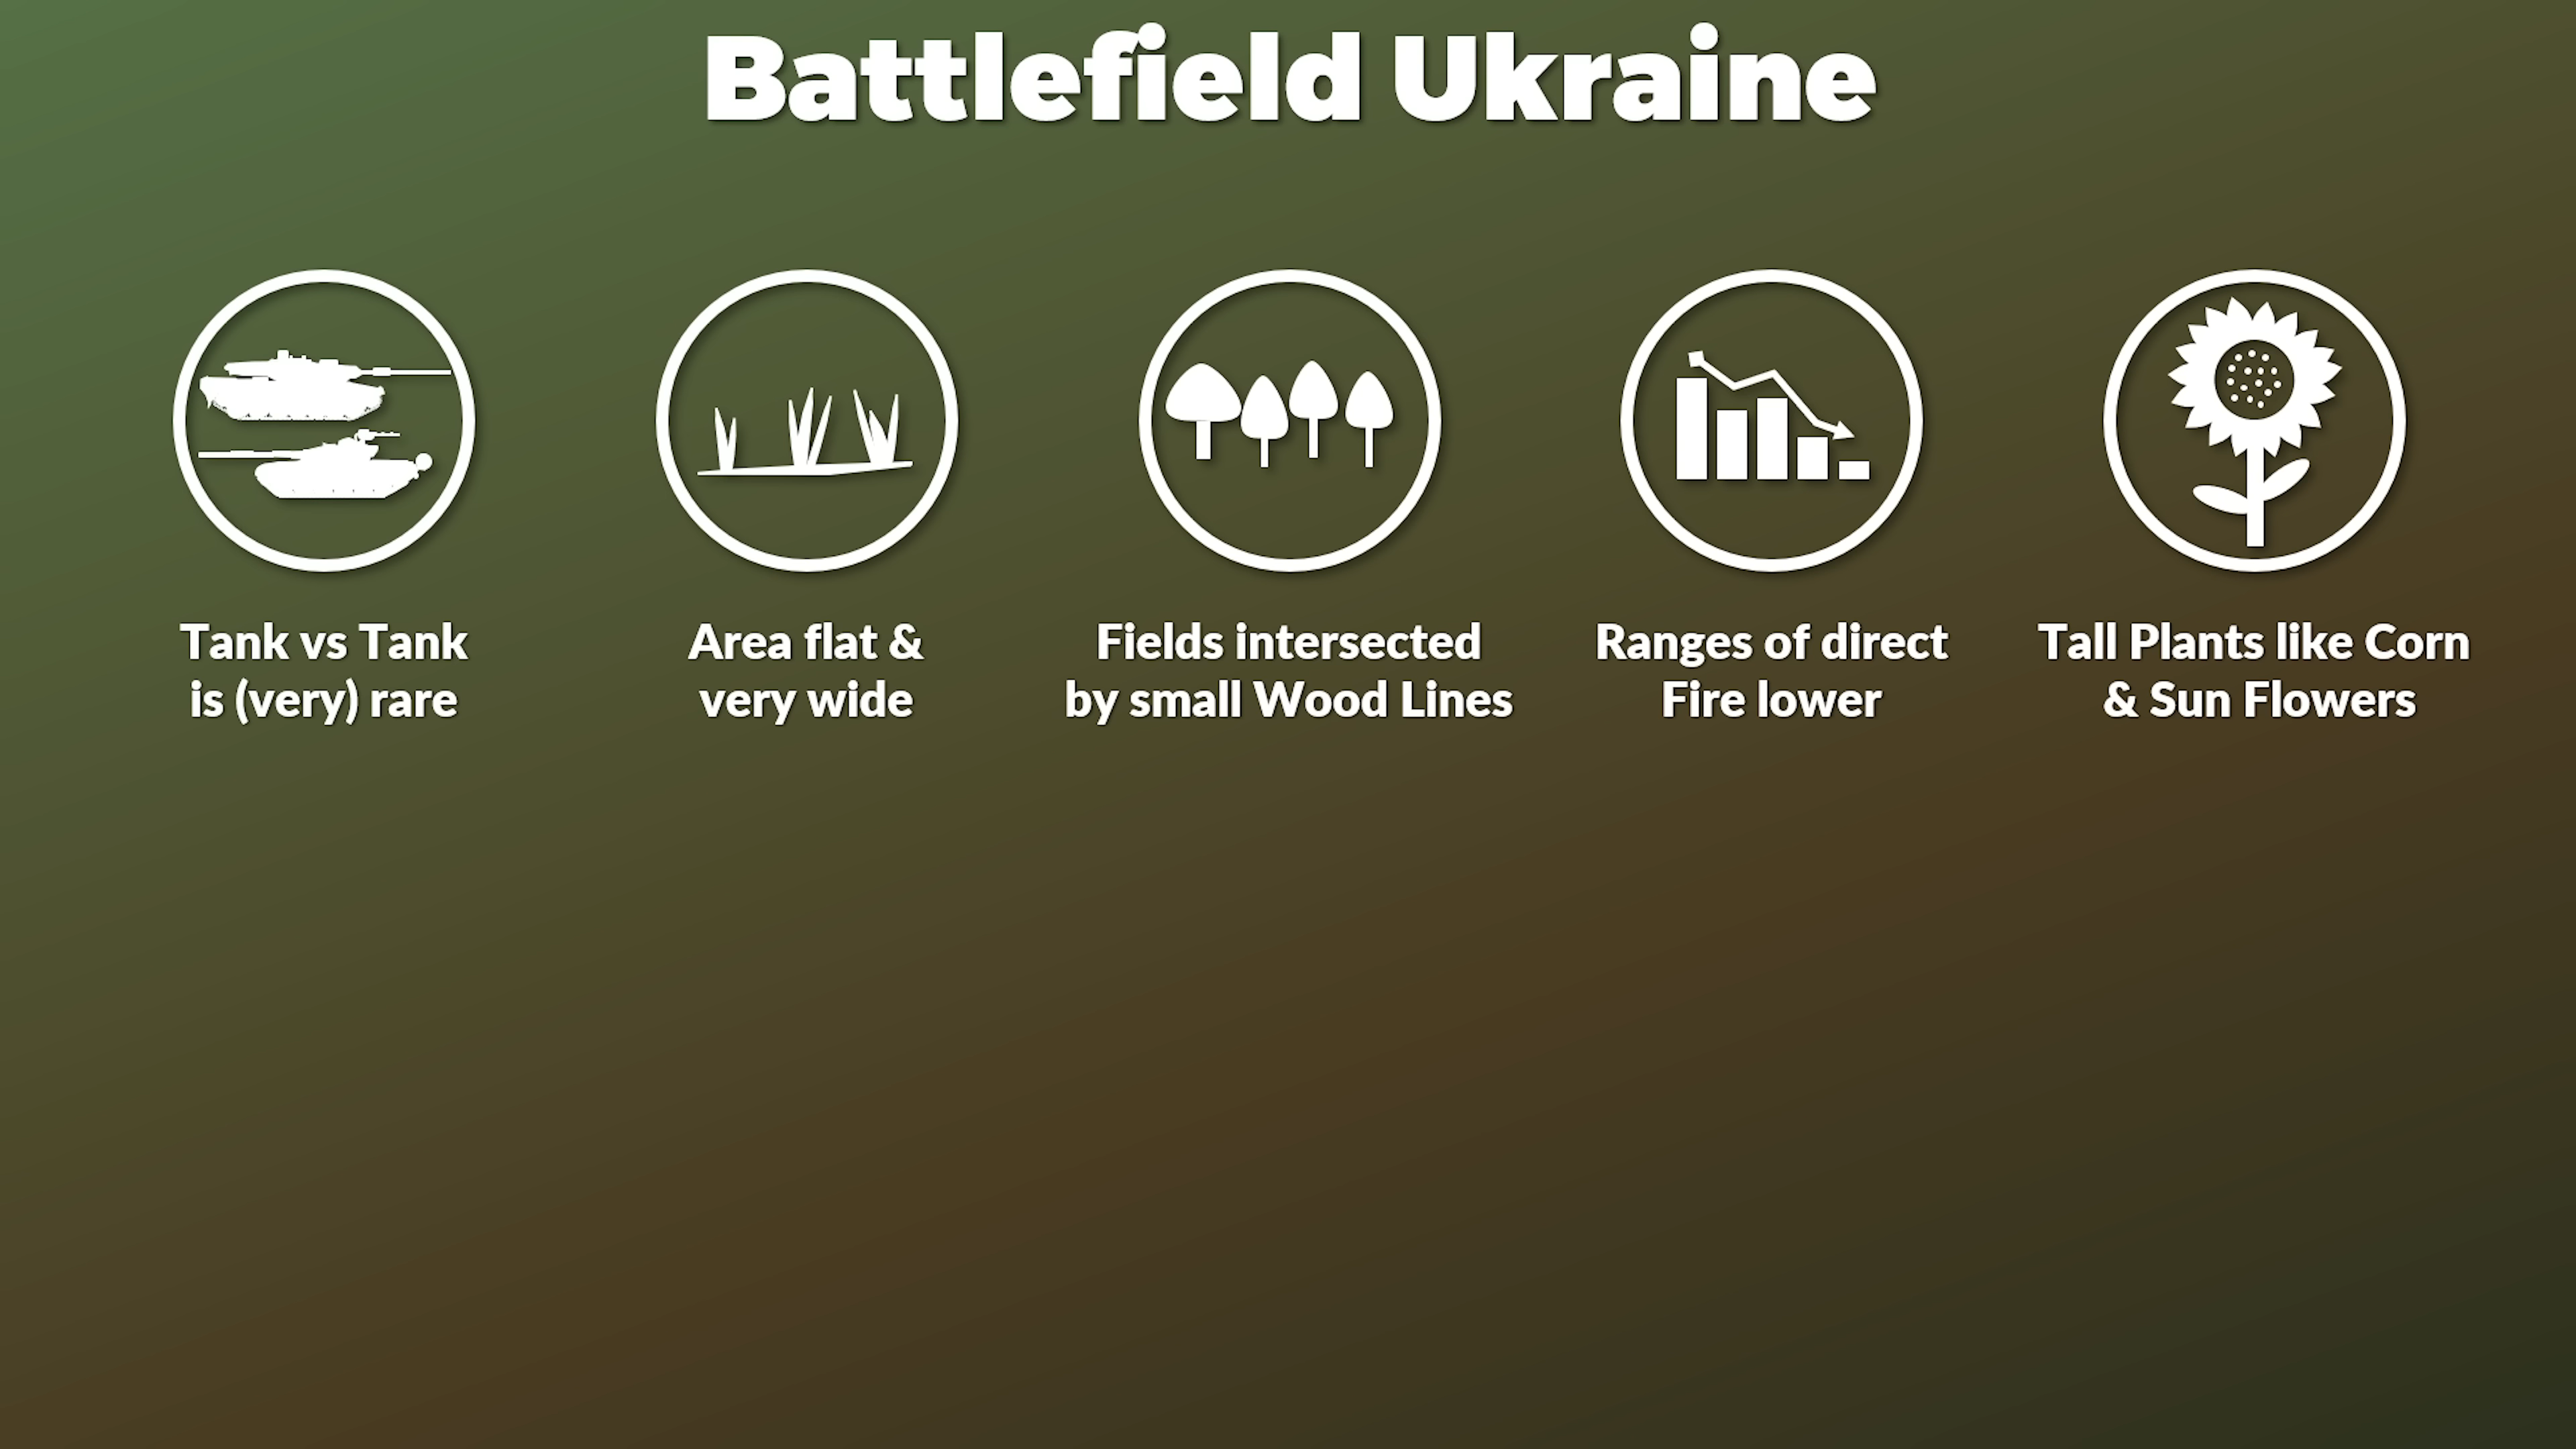 Battlefield Ukraine
Tank vs Tank
is (very) rare
Area flat &
very wide
Fields intersected
by small Wood Lines
Ranges of direct
Fire lower
Tall Plants like Corn
& Sun Flowers